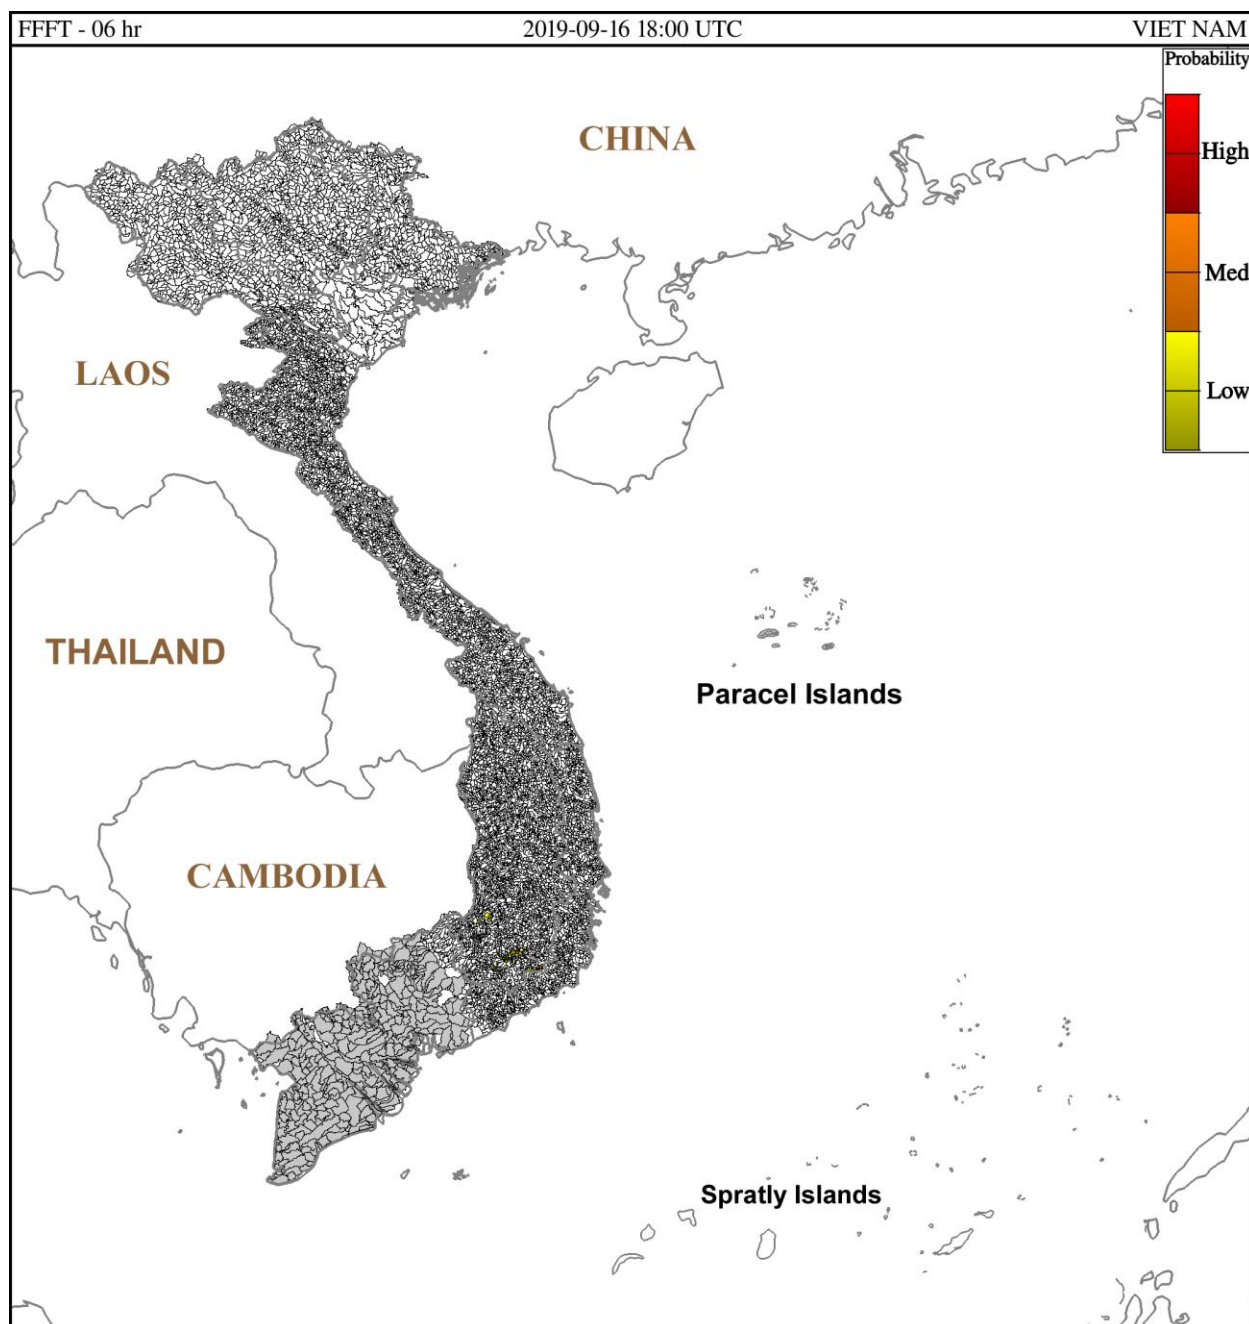 FFFT - 06 hr 2019-09-16 18:00 UTC VIET NAM
Probability
CHINA
High
Med
LAOS
Low
THAILAND
Paracel Islands
CAMBODIA
Spratly Islands